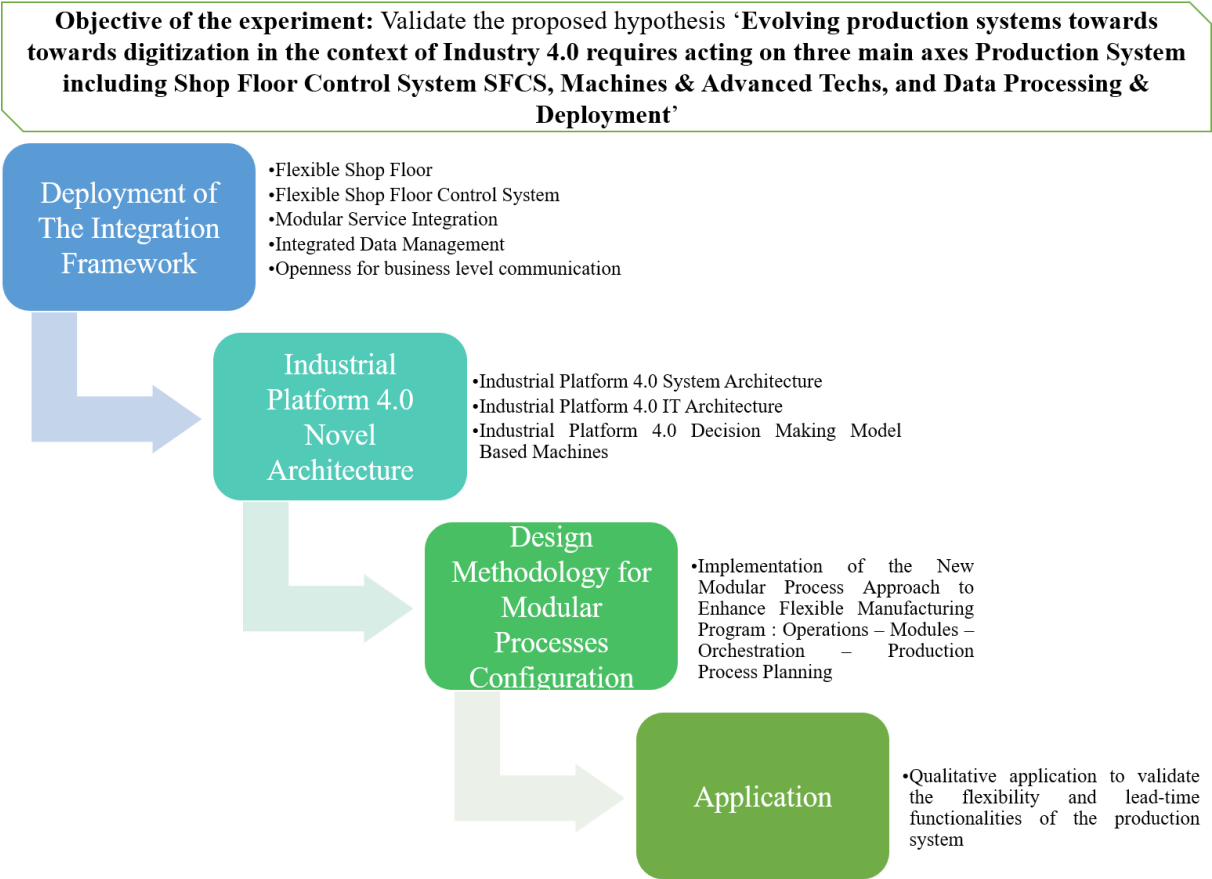 Objective of the experiment: Validate the proposed hypothesis ‘Evolving production systems towards
towards digitization in the context of Industry 4.0 requires acting on three main axes Production System
including Shop Floor Control System SFCS, Machines & Advanced Techs, and Data Processing &
Deployment’
Deployment of
The Integration
Framework
•Flexible Shop Floor
•Flexible Shop Floor Control System
•Modular Service Integration
•Integrated Data Management
•Openness for business level communication
Industrial
Platform 4.0
Novel
Architecture
•Industrial Platform 4.0 System Architecture
•Industrial Platform 4.0 IT Architecture
•Industrial Platform 4.0 Decision Making Model
Based Machines
Design
Methodology for
Modular
Processes
Configuration
•Implementation of the New
Modular Process Approach to
Enhance Flexible Manufacturing
Program : Operations – Modules –
Orchestration – Production
Process Planning
Application
•Qualitative application to validate
the flexibility and lead-time
functionalities of the production
system